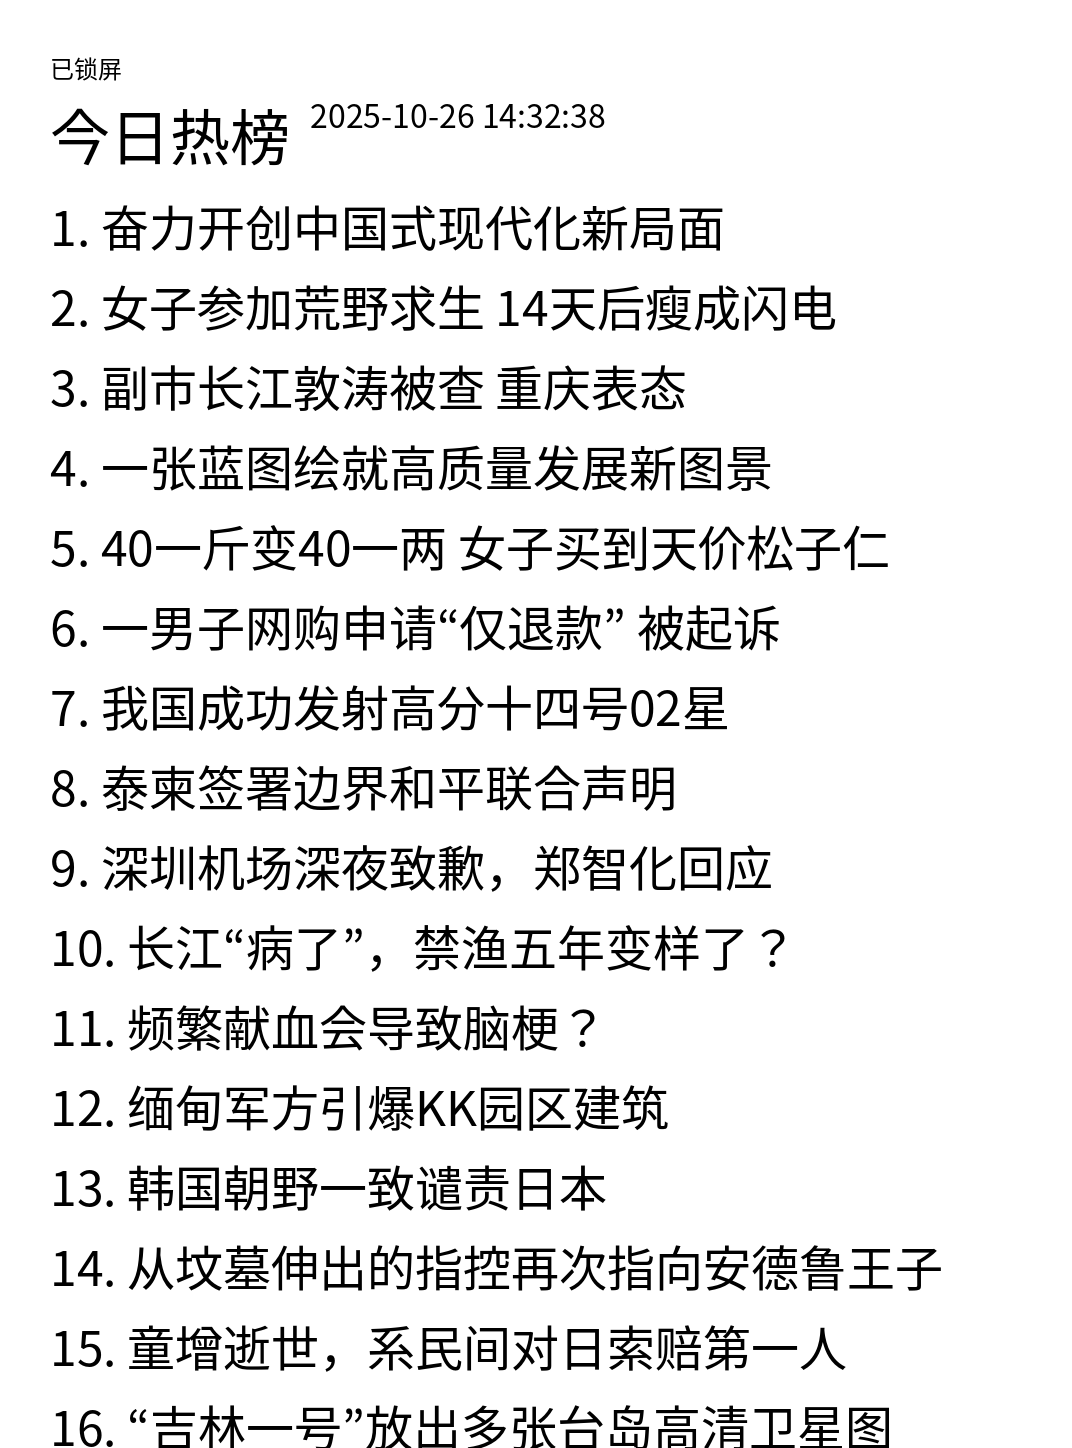 已锁屏
今日热榜 2025-10-26 14:32:38
1. 奋力开创中国式现代化新局面
2. 女子参加荒野求生 14天后瘦成闪电
3. 副市长江敦涛被查 重庆表态
4. 一张蓝图绘就高质量发展新图景
5. 40一斤变40一两 女子买到天价松子仁
6. 一男子网购申请“仅退款” 被起诉
7. 我国成功发射高分十四号02星
8. 泰柬签署边界和平联合声明
9. 深圳机场深夜致歉，郑智化回应
10. 长江“病了”，禁渔五年变样了？
11. 频繁献血会导致脑梗？
12. 缅甸军方引爆KK园区建筑
13. 韩国朝野一致谴责日本
14. 从坟墓伸出的指控再次指向安德鲁王子
15. 童增逝世，系民间对日索赔第一人
16. “吉林一号”放出多张台岛高清卫星图